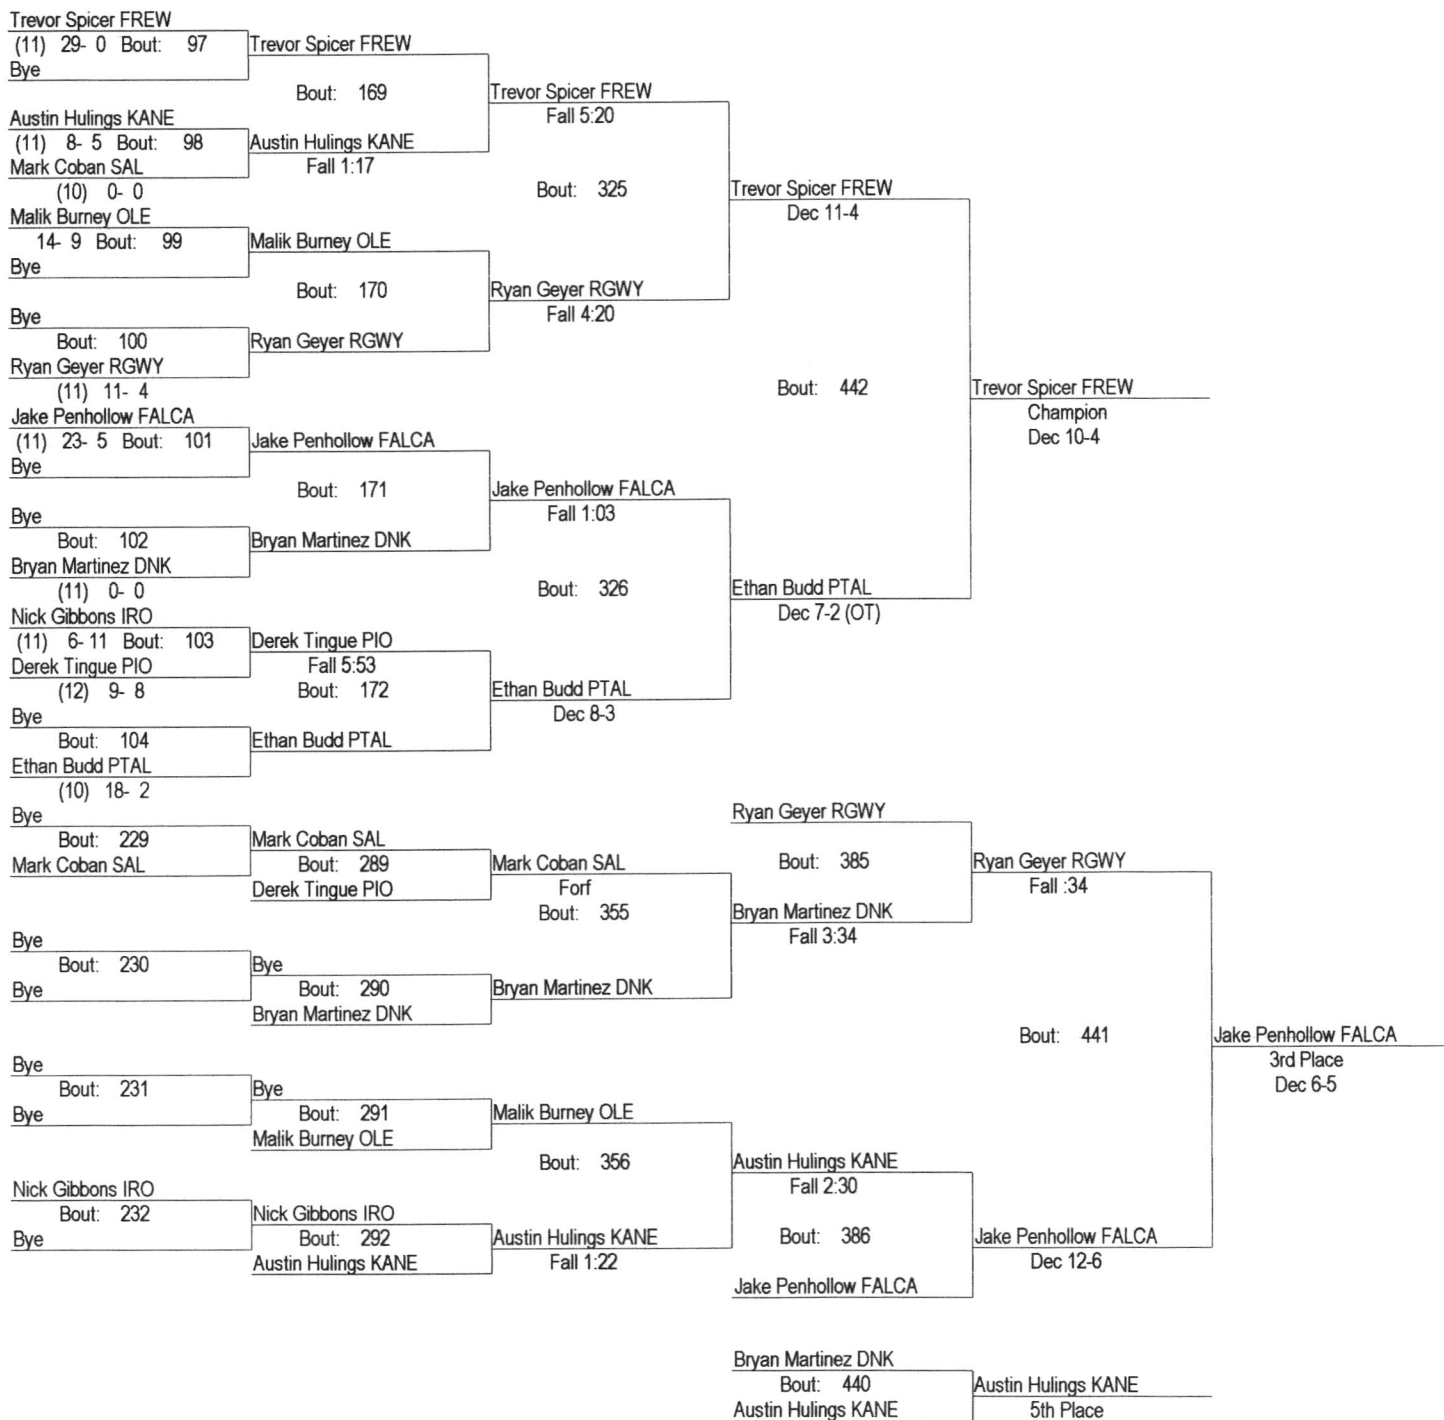 Trevor Spicer FREW
(11) 29- 0 Bout: 97
Bye
Trevor Spicer FREW
Bout: 169
Austin Hulings KANE
(11) 8- 5 Bout: 98
Mark Coban SAL
(10) 0- 0
Austin Hulings KANE
Fall 1:17
Trevor Spicer FREW
Fall 5:20
Bout: 325
Malik Burney OLE
14- 9 Bout: 99
Bye
Malik Burney OLE
Bout: 170
Bye
Bout: 100
Ryan Geyer RGWY
(11) 11- 4
Ryan Geyer RGWY
Ryan Geyer RGWY
Fall 4:20
Trevor Spicer FREW
Dec 11-4
Bout: 442
Trevor Spicer FREW
Champion
Dec 10-4
Jake Penhollow FALCA
(11) 23- 5 Bout: 101
Bye
Jake Penhollow FALCA
Bout: 171
Bye
Bout: 102
Bryan Martinez DNK
(11) 0- 0
Bryan Martinez DNK
Jake Penhollow FALCA
Fall 1:03
Bout: 326
Nick Gibbons IRO
(11) 6- 11 Bout: 103
Derek Tingue PIO
(12) 9- 8
Derek Tingue PIO
Fall 5:53
Bout: 172
Bye
Bout: 104
Ethan Budd PTAL
(10) 18- 2
Ethan Budd PTAL
Ethan Budd PTAL
Dec 8-3
Ethan Budd PTAL
Dec 7-2 (OT)
Bye
Bout: 229
Mark Coban SAL
Mark Coban SAL
Bout: 289
Derek Tingue PIO
Mark Coban SAL
Forf
Bout: 355
Bye
Bout: 230
Bye
Bye
Bout: 290
Bryan Martinez DNK
Bryan Martinez DNK
Ryan Geyer RGWY
Bout: 385
Bryan Martinez DNK
Fall 3:34
Ryan Geyer RGWY
Fall :34
Bout: 441
Jake Penhollow FALCA
3rd Place
Dec 6-5
Bye
Bout: 231
Bye
Bye
Bout: 291
Malik Burney OLE
Malik Burney OLE
Bout: 356
Nick Gibbons IRO
Bout: 232
Bye
Nick Gibbons IRO
Bout: 292
Austin Hulings KANE
Austin Hulings KANE
Fall 1:22
Austin Hulings KANE
Fall 2:30
Bout: 386
Jake Penhollow FALCA
Jake Penhollow FALCA
Dec 12-6
Bryan Martinez DNK
Bout: 440
Austin Hulings KANE
Austin Hulings KANE
5th Place